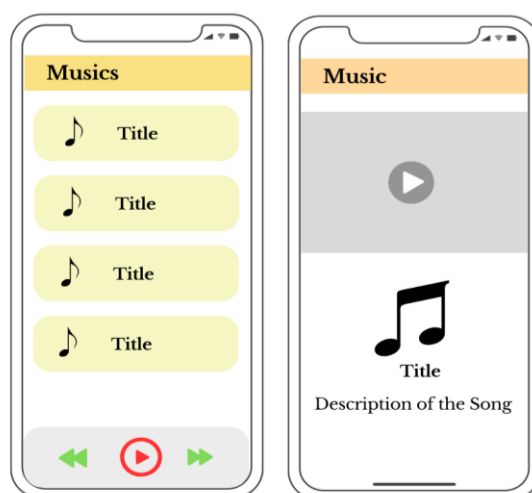 Musics
Title
Title
Title
Title
Music
Title
Description of the Song